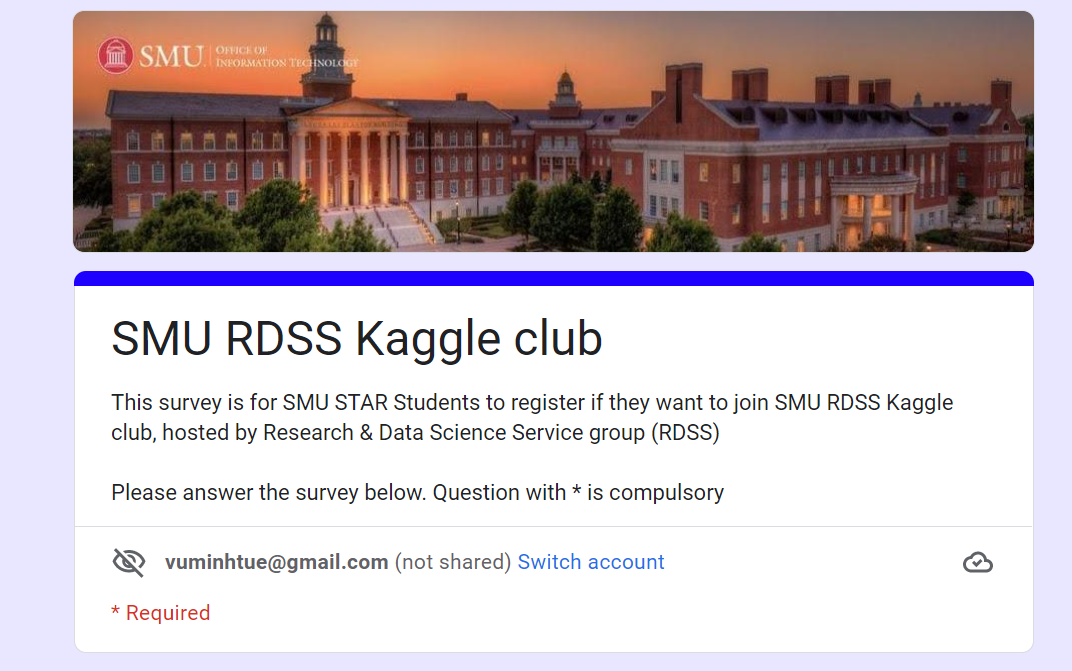 SMU. OFFICE OF
INFORMATION TECHNOLOGY
SMU RDSS Kaggle club
This survey is for SMU STAR Students to register if they want to join SMU RDSS Kaggle
club, hosted by Research & Data Science Service group (RDSS)
Please answer the survey below. Question with * is compulsory
vuminhtue@gmail.com (not shared) Switch account
* Required